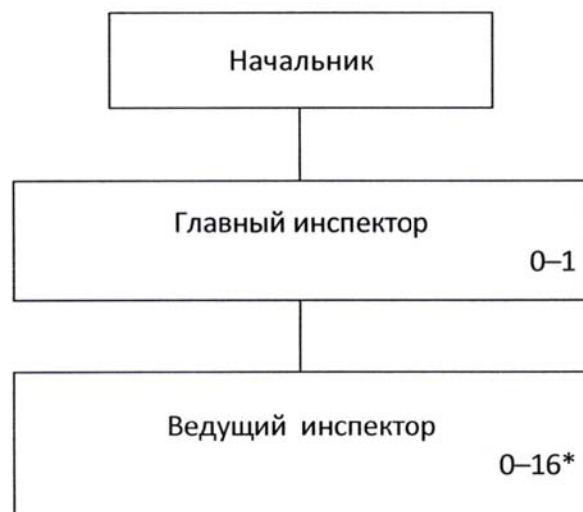 Начальник
Главный инспектор
0–1
Ведущий инспектор
0–16*